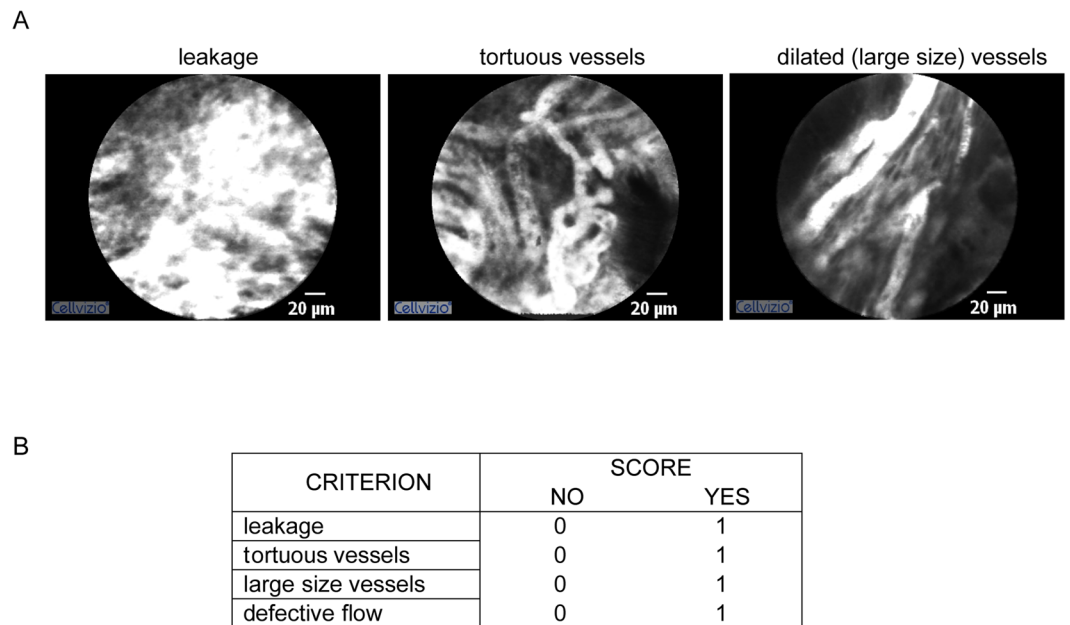 A
leakage tortuous vessels dilated (large size) vessels
Cellvizio 20 µm Cellvizio 20 µm Cellvizio 20 µm
B
CRITERION SCORE
NO YES
leakage 0 1
tortuous vessels 0 1
large size vessels 0 1
defective flow 0 1